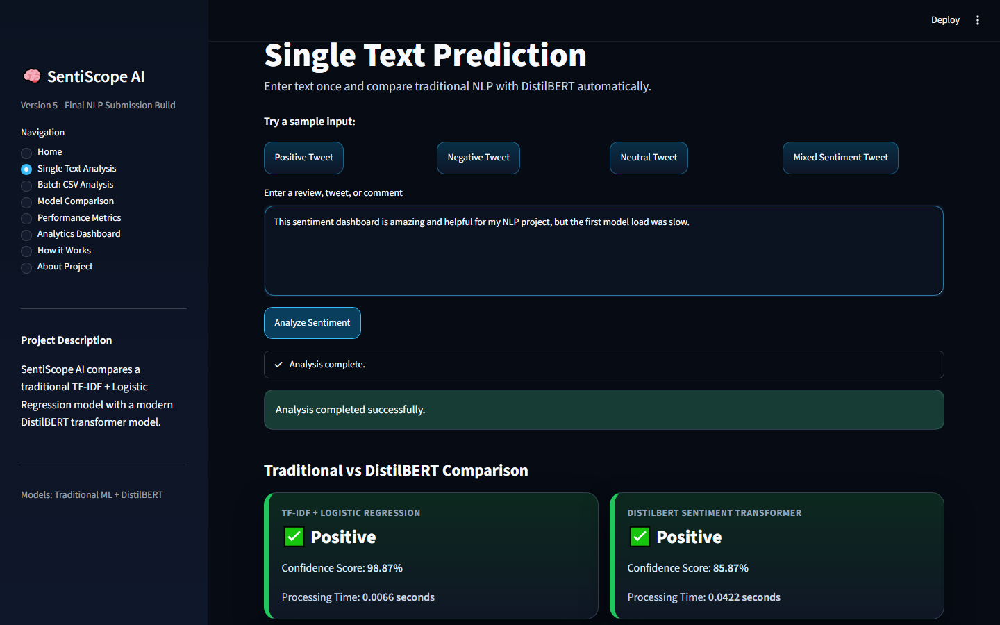 Deploy
SentiScope AI
Version 5 - Final NLP Submission Build
Navigation
Home
Single Text Analysis
Batch CSV Analysis
Model Comparison
Performance Metrics
Analytics Dashboard
How it Works
About Project
Project Description
SentiScope AI compares a
traditional TF-IDF + Logistic
Regression model with a modern
DistilBERT transformer model.
Models: Traditional ML + DistilBERT
Single Text Prediction
Enter text once and compare traditional NLP with DistilBERT automatically.
Try a sample input:
Positive Tweet
Negative Tweet
Neutral Tweet
Mixed Sentiment Tweet
Enter a review, tweet, or comment
This sentiment dashboard is amazing and helpful for my NLP project, but the first model load was slow.
Analyze Sentiment
Analysis complete.
Analysis completed successfully.
Traditional vs DistilBERT Comparison
TF-IDF + LOGISTIC REGRESSION
Positive
Confidence Score: 98.87%
Processing Time: 0.0066 seconds
DISTILBERT SENTIMENT TRANSFORMER
Positive
Confidence Score: 85.87%
Processing Time: 0.0422 seconds